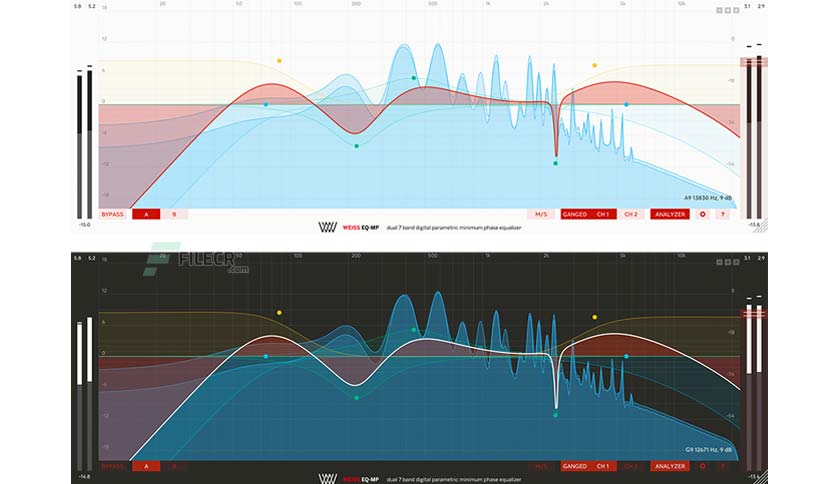 5.8 5.2 18 20 50 100 200 500 1k 2k 5k 10k 3.1 2.9
12 0
6 -18
0
-6 -36
-12 -54
-18
A9 13830 Hz, 9 dB
BYPASS A B M/S GANGED CH 1 CH 2 ANALYZER ?
-15.0 -13.8
WEISS EQ-MP dual 7 band digital parametric minimum phase equalizer
FILECR
.com
5.8 5.2 18 20 50 100 200 500 1k 2k 5k 10k 3.1 2.9
12 0
6 -18
0
-6 -36
-12 -54
-18
G9 12671 Hz, 9 dB
BYPASS A B M/S GANGED CH 1 CH 2 ANALYZER ?
-14.8 -13.6
WEISS EQ-MP dual 7 band digital parametric minimum phase equalizer